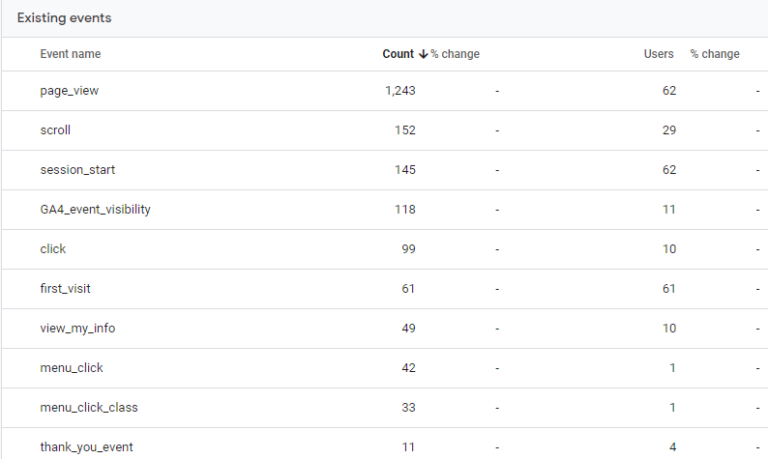 Existing events
Event name Count ↓ % change Users % change
page_view 1,243 - 62 -
scroll 152 - 29 -
session_start 145 - 62 -
GA4_event_visibility 118 - 11 -
click 99 - 10 -
first_visit 61 - 61 -
view_my_info 49 - 10 -
menu_click 42 - 1 -
menu_click_class 33 - 1 -
thank_you_event 11 - 4 -